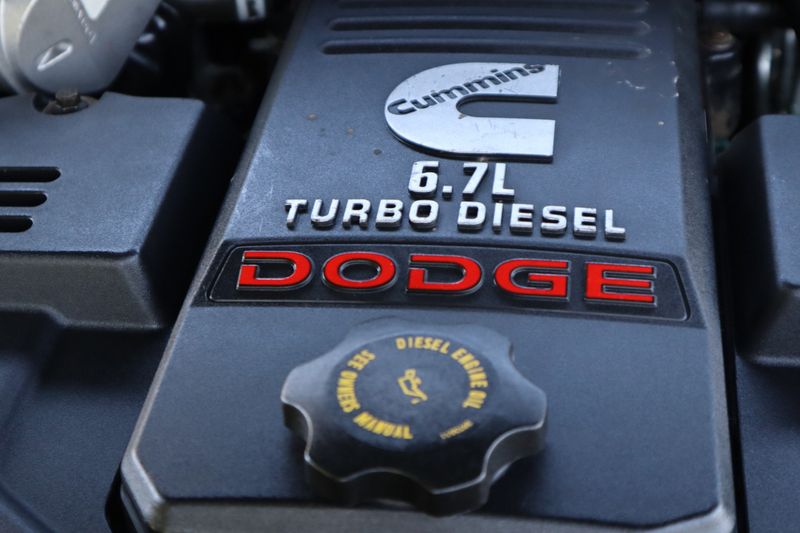 Cummins
6.7L
TURBO DIESEL
DODGE
DIESEL ENGINE OIL
SEE OWNERS MANUAL